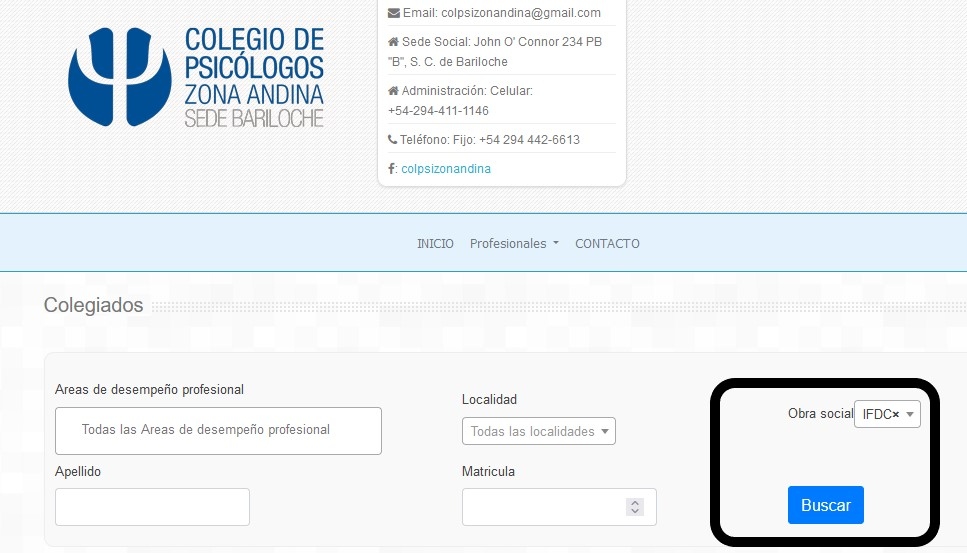 COLEGIO DE
PSICÓLOGOS
ZONA ANDINA
SEDE BARILOCHE
Email: colpsizonandina@gmail.com
Sede Social: John O' Connor 234 PB
"B", S. C. de Bariloche
Administración: Celular:
+54-294-411-1146
Teléfono: Fijo: +54 294 442-6613
f: colpsizonandina
INICIO Profesionales CONTACTO
Colegiados
Areas de desempeño profesional
Todas las Areas de desempeño profesional
Localidad
Todas las localidades
Obra social IFDC×
Apellido
Matricula
Buscar